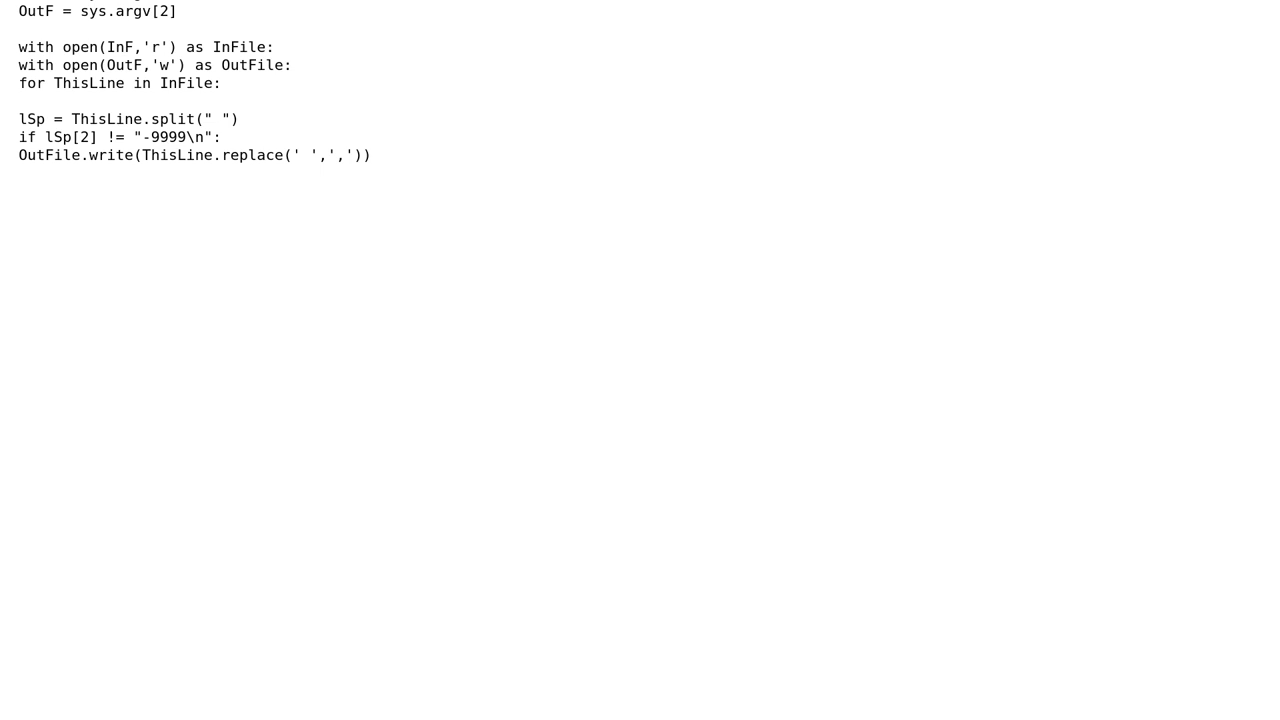 OutF = sys.argv[2]

with open(InF,'r') as InFile:
with open(OutF,'w') as OutFile:
for ThisLine in InFile:

lSp = ThisLine.split(" ")
if lSp[2] != "-9999\n":
OutFile.write(ThisLine.replace(' ',','))